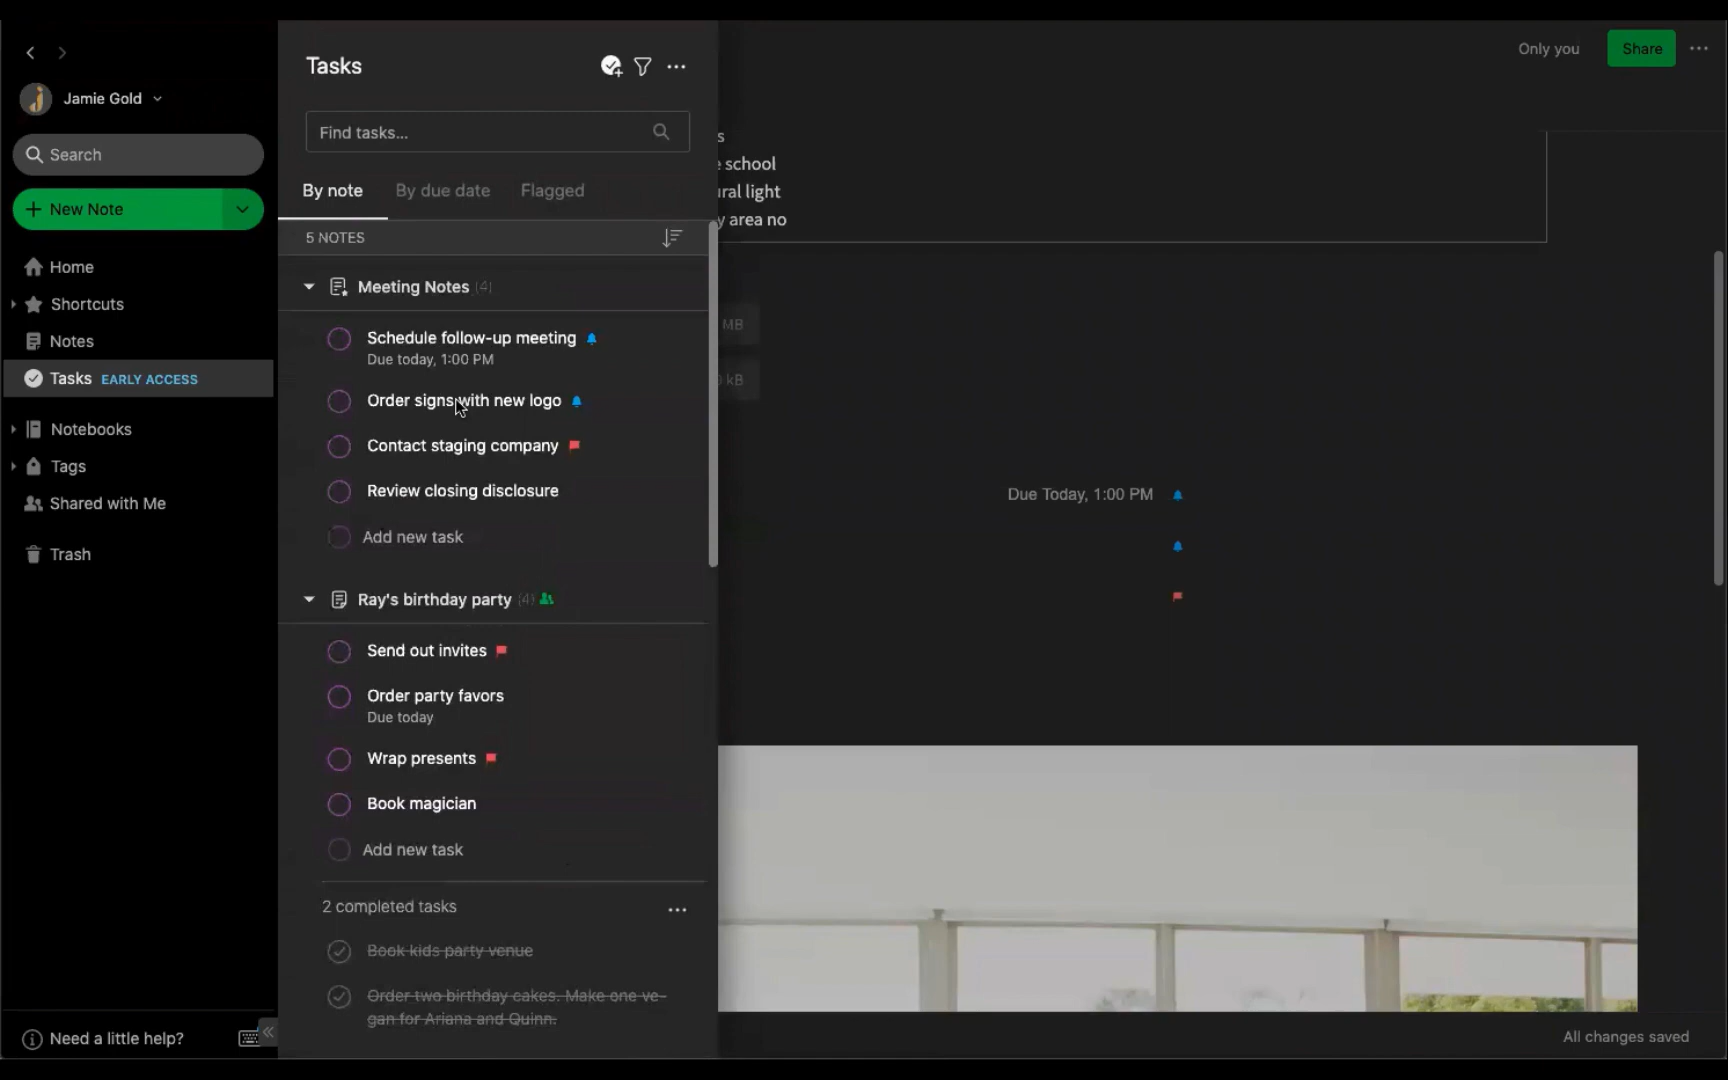 Jamie Gold
Search
New Note
Home
Shortcuts
Notes
Tasks EARLY ACCESS
Notebooks
Tags
Shared with Me
Trash
Need a little help?
Tasks
Find tasks...
By note By due date Flagged
5 NOTES
Meeting Notes (4)
Schedule follow-up meeting
Due today, 1:00 PM
Order signs with new logo
Contact staging company
Review closing disclosure
Add new task
Ray's birthday party (4)
Send out invites
Order party favors
Due today
Wrap presents
Book magician
Add new task
2 completed tasks
Book kids party venue
Order two birthday cakes. Make one ve-
gan for Ariana and Quinn.
Only you Share
school
light
area no
MB
kB
Due Today, 1:00 PM
All changes saved